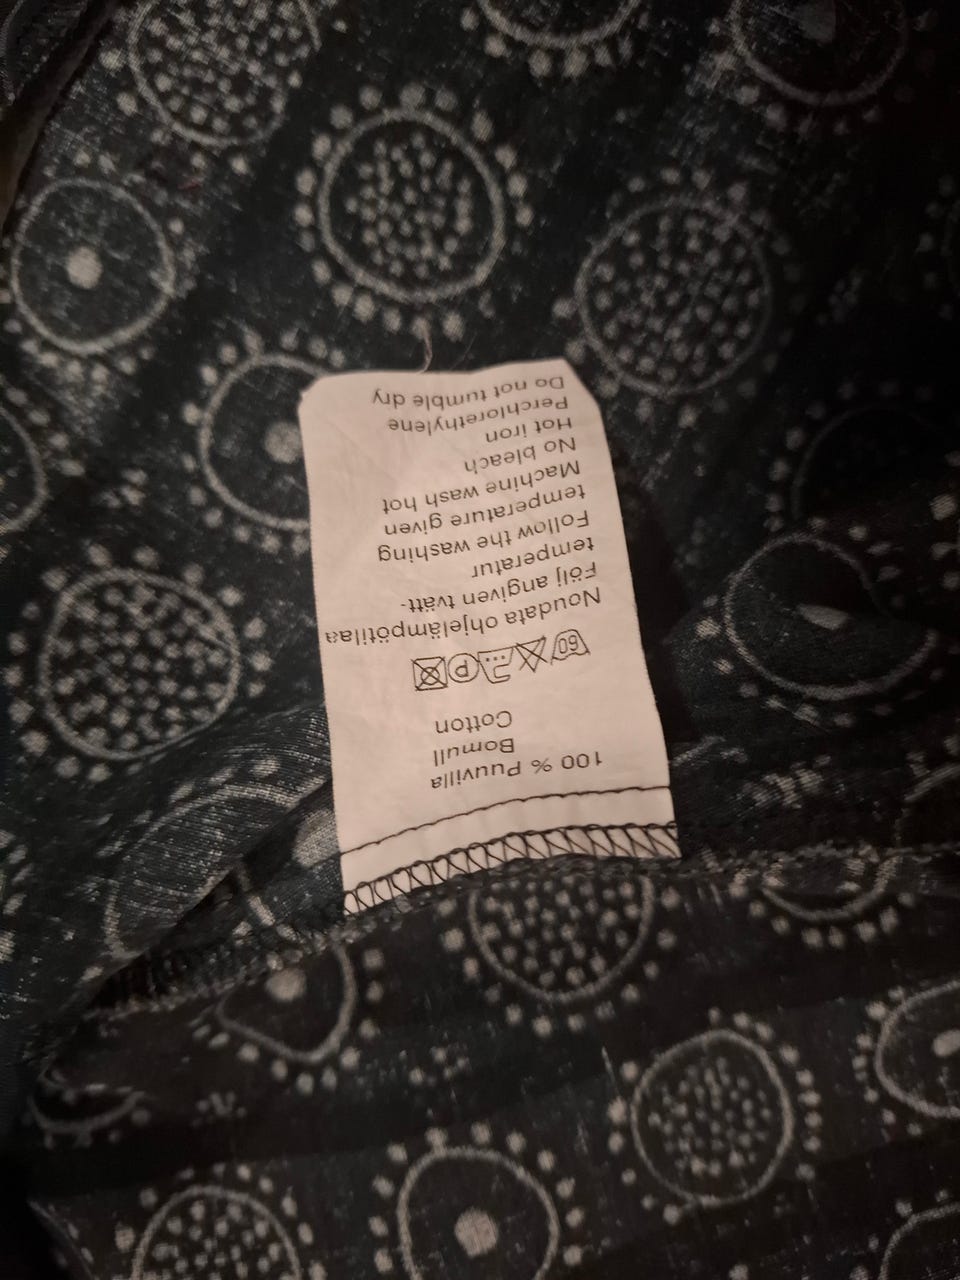 100 % Puuvilla
Bomull
Cotton
60 P
Noudata ohjelämpötilaa
Följ angiven tvätt-
temperatur
Follow the washing
temperature given
Machine wash hot
No bleach
Hot iron
Perchlorethylene
Do not tumble dry